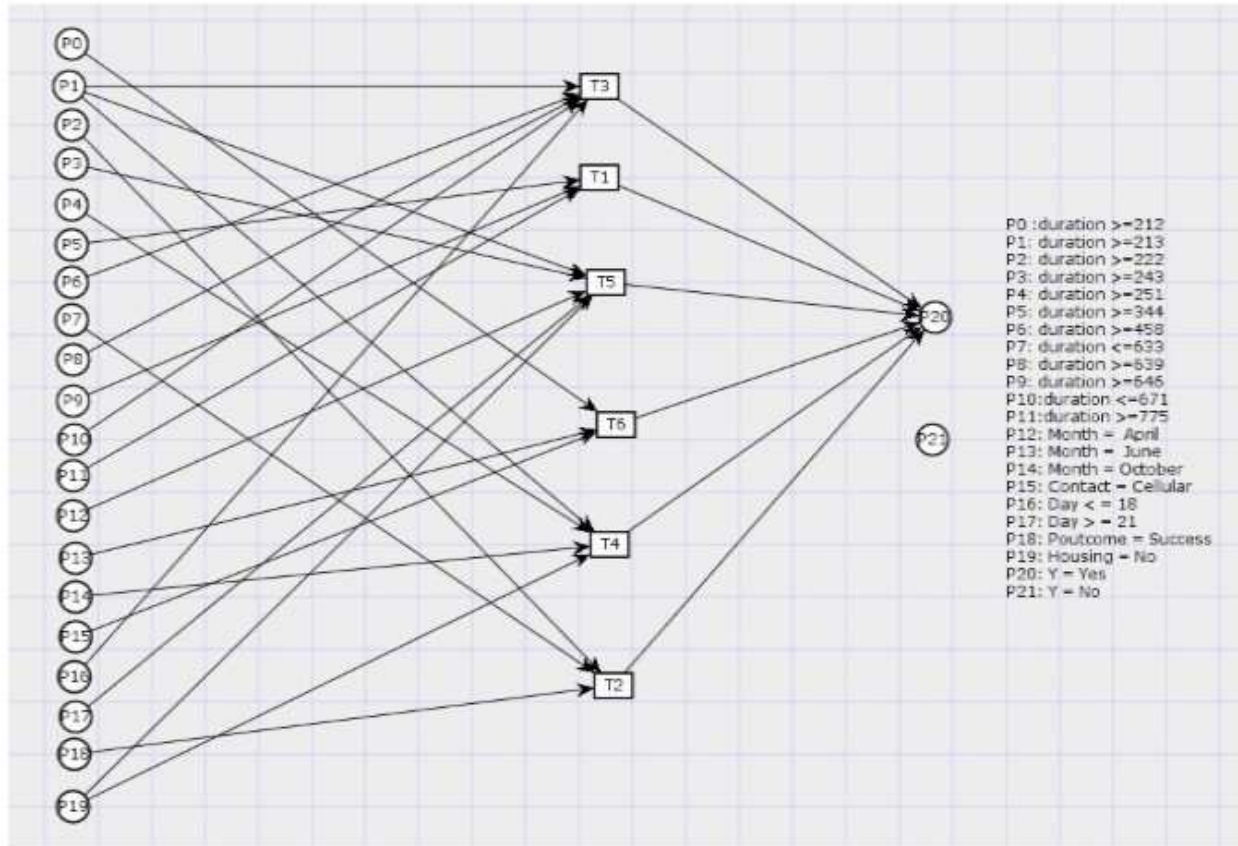 P0
P1
P2
P3
P4
P5
P6
P7
P8
P9
P10
P11
P12
P13
P14
P15
P16
P17
P18
P19
T3
T1
T5
T6
T4
T2
P20
P21
P0 :duration >=212
P1: duration >=213
P2: duration >=222
P3: duration >=243
P4: duration >=251
P5: duration >=344
P6: duration >=458
P7: duration <=633
P8: duration >=639
P9: duration >=646
P10:duration <=671
P11:duration >=775
P12: Month = April
P13: Month = June
P14: Month = October
P15: Contact = Cellular
P16: Day < = 18
P17: Day > = 21
P18: Poutcome = Success
P19: Housing = No
P20: Y = Yes
P21: Y = No